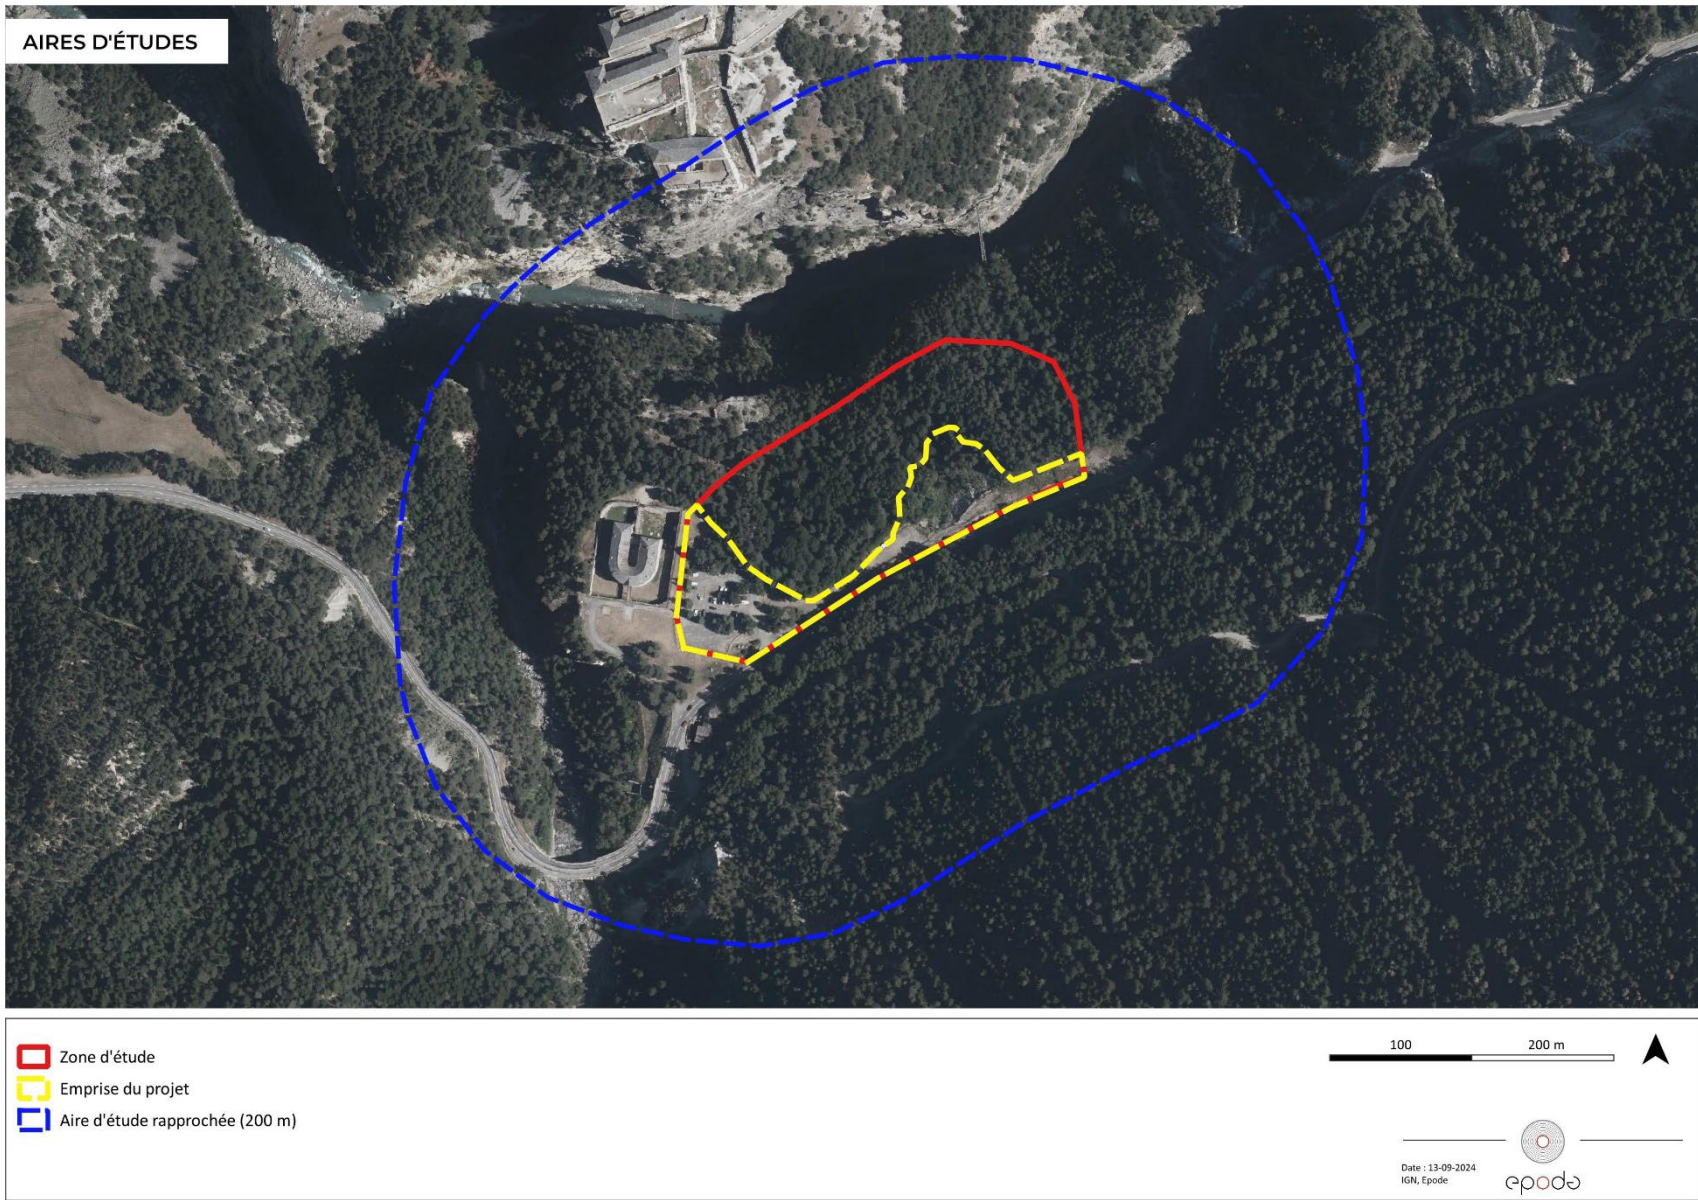 AIRES D'ÉTUDES
Zone d'étude
Emprise du projet
Aire d'étude rapprochée (200 m)
100 200 m
Date : 13-09-2024
IGN, Epode
epode